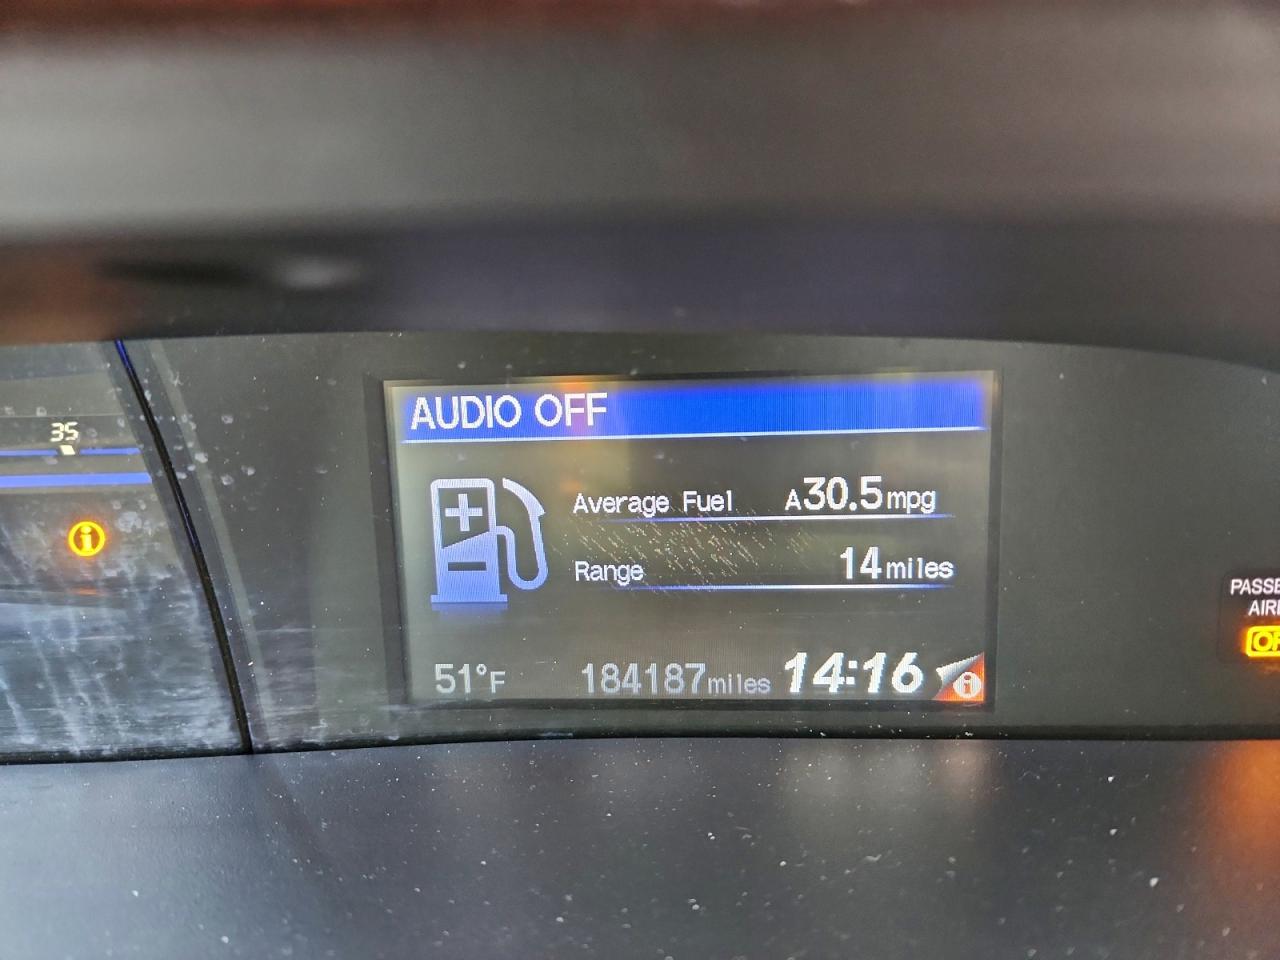 AUDIO OFF
35
Average Fuel A30.5mpg
Range 14miles
51°F 184187miles 14:16